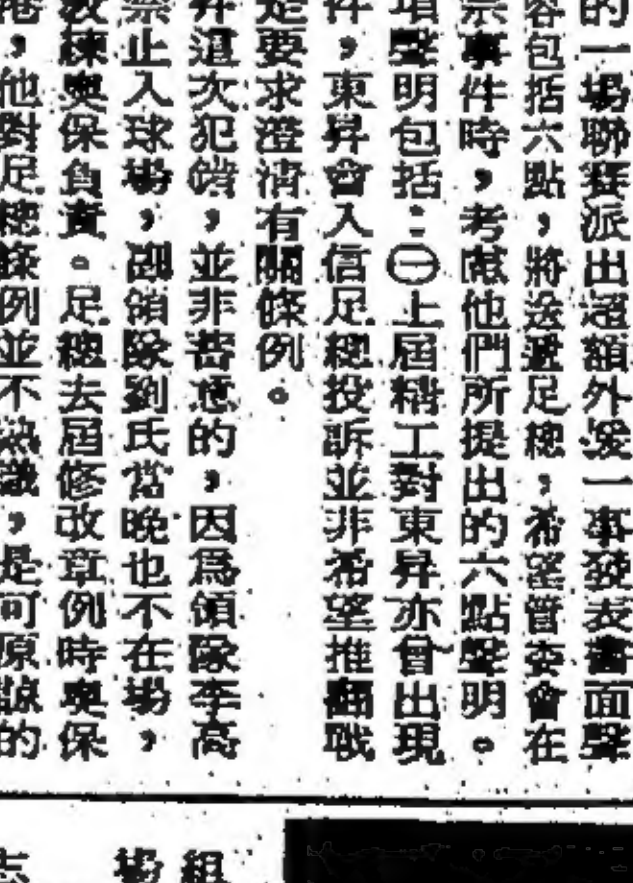 的一場聯賽派出超額外援一事發表書面聲
容包括六點，將送遞足總，希望管委會在
宗事件時，考慮他們所提出的六點聲明。
項聲明包括：㊀上屆精工對東昇亦曾出現
件，東昇會入信足總投訴並非希望推翻戰
是要求澄清有關條例。
件這次犯錯，並非蓄意的，因爲領隊李高
禁止入球場，副領隊劉氏當晚也不在場，
教練奧保負責。足總去屆修改章例時奧保
港，他對足總條例並不熟識，是可原諒的
組
場
志